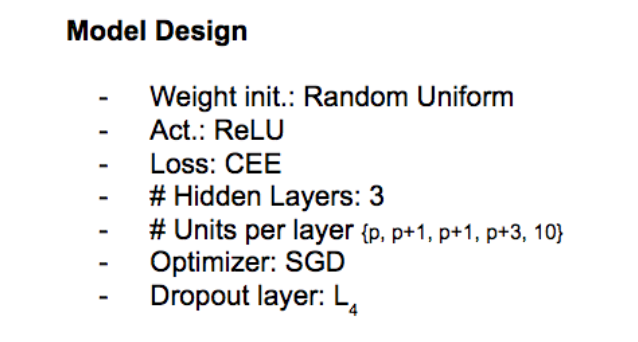 Model Design
- Weight init.: Random Uniform
- Act.: ReLU
- Loss: CEE
- # Hidden Layers: 3
- # Units per layer {p, p+1, p+1, p+3, 10}
- Optimizer: SGD
- Dropout layer: L₄